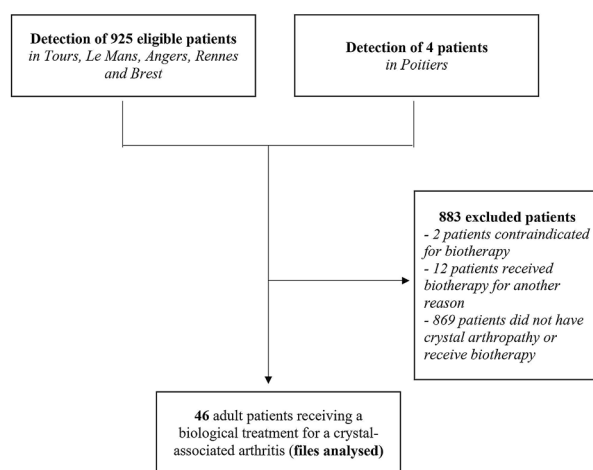 Detection of 925 eligible patients
in Tours, Le Mans, Angers, Rennes
and Brest
Detection of 4 patients
in Poitiers
883 excluded patients
- 2 patients contraindicated
for biotherapy
- 12 patients received
biotherapy for another
reason
- 869 patients did not have
crystal arthropathy or
receive biotherapy
46 adult patients receiving a
biological treatment for a crystal-
associated arthritis (files analysed)